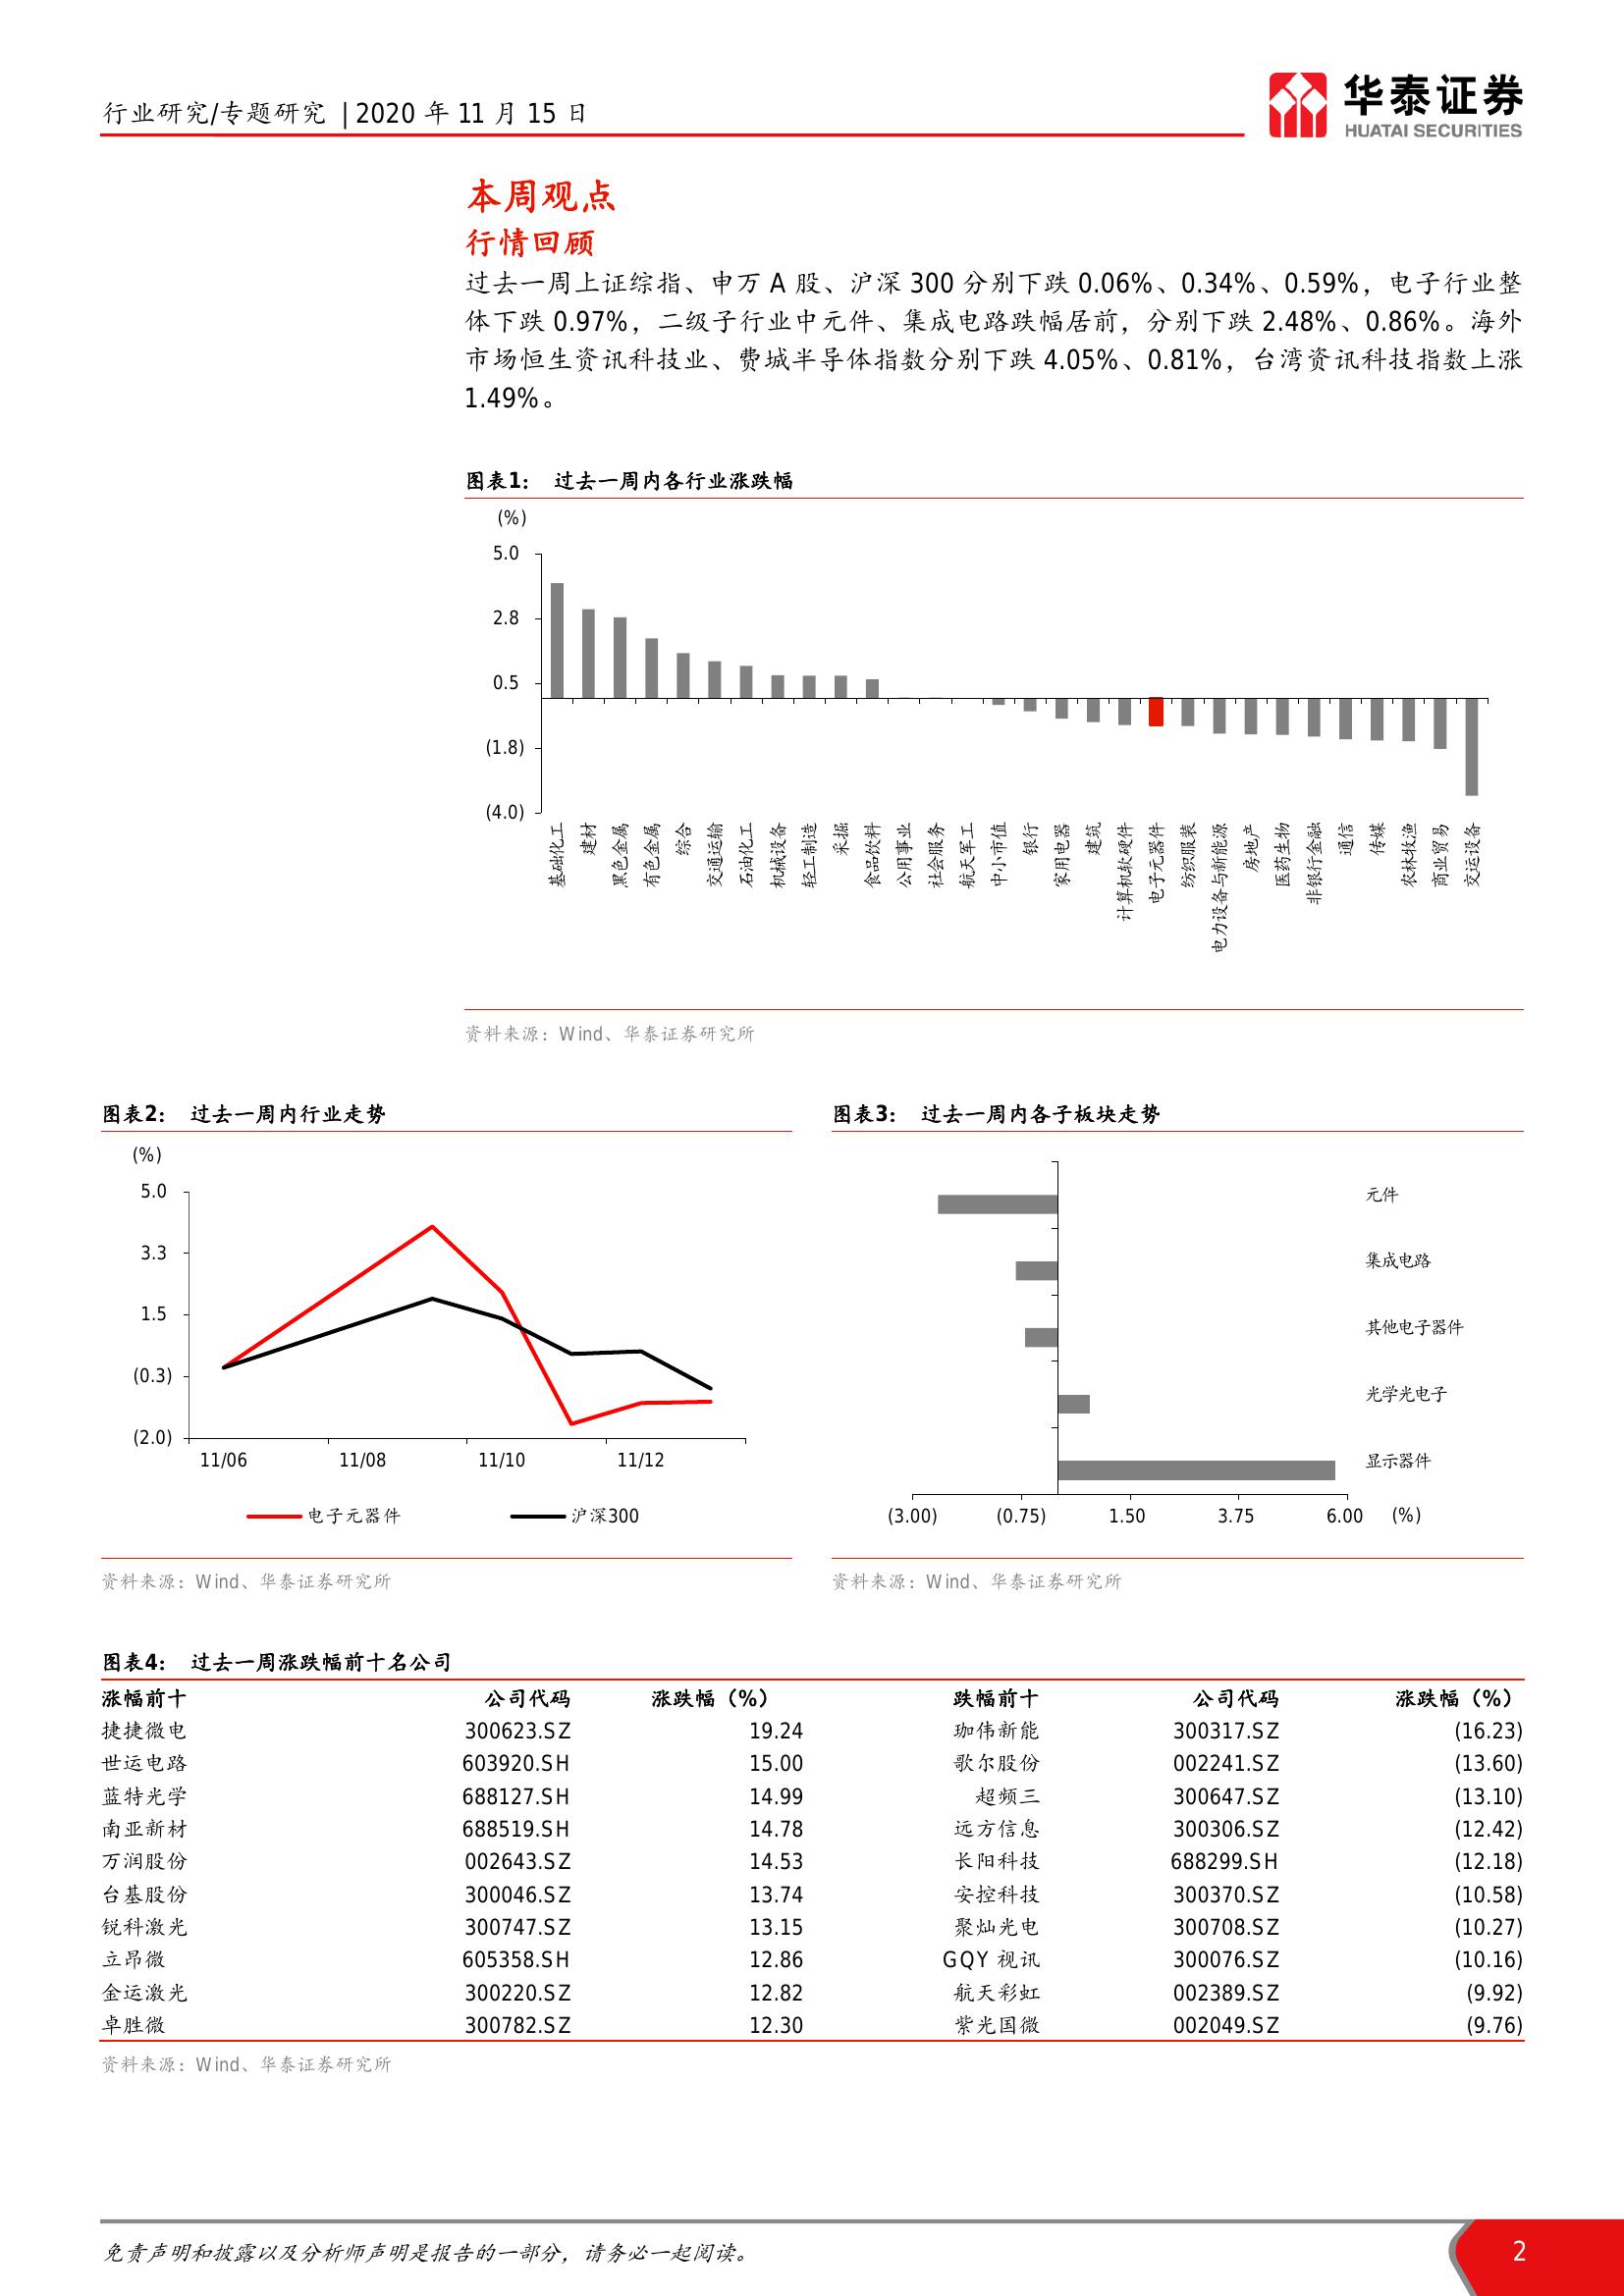 行业研究/专题研究 | 2020 年 11 月 15 日
华泰证券
HUATAI SECURITIES
本周观点
行情回顾
过去一周上证综指、申万 A 股、沪深 300 分别下跌 0.06%、0.34%、0.59%，电子行业整
体下跌 0.97%，二级子行业中元件、集成电路跌幅居前，分别下跌 2.48%、0.86%。海外
市场恒生资讯科技业、费城半导体指数分别下跌 4.05%、0.81%，台湾资讯科技指数上涨
1.49%。
图表1： 过去一周内各行业涨跌幅
(%)
5.0
2.8
0.5
(1.8)
(4.0)
基础化工
建材
黑色金属
有色金属
综合
交通运输
石油化工
机械设备
轻工制造
采掘
食品饮料
公用事业
社会服务
航天军工
中小市值
银行
家用电器
建筑
计算机软硬件
电子元器件
纺织服装
电力设备与新能源
房地产
医药生物
非银行金融
通信
传媒
农林牧渔
商业贸易
交运设备
资料来源：Wind、华泰证券研究所
图表2： 过去一周内行业走势
(%)
5.0
3.3
1.5
(0.3)
(2.0)
11/06 11/08 11/10 11/12
电子元器件 沪深300
资料来源：Wind、华泰证券研究所
图表3： 过去一周内各子板块走势
元件
集成电路
其他电子器件
光学光电子
显示器件
(3.00) (0.75) 1.50 3.75 6.00 (%)
资料来源：Wind、华泰证券研究所
图表4： 过去一周涨跌幅前十名公司
涨幅前十 公司代码 涨跌幅（%） 跌幅前十 公司代码 涨跌幅（%）
捷捷微电 300623.SZ 19.24 珈伟新能 300317.SZ (16.23)
世运电路 603920.SH 15.00 歌尔股份 002241.SZ (13.60)
蓝特光学 688127.SH 14.99 超频三 300647.SZ (13.10)
南亚新材 688519.SH 14.78 远方信息 300306.SZ (12.42)
万润股份 002643.SZ 14.53 长阳科技 688299.SH (12.18)
台基股份 300046.SZ 13.74 安控科技 300370.SZ (10.58)
锐科激光 300747.SZ 13.15 聚灿光电 300708.SZ (10.27)
立昂微 605358.SH 12.86 GQY 视讯 300076.SZ (10.16)
金运激光 300220.SZ 12.82 航天彩虹 002389.SZ (9.92)
卓胜微 300782.SZ 12.30 紫光国微 002049.SZ (9.76)
资料来源：Wind、华泰证券研究所
免责声明和披露以及分析师声明是报告的一部分，请务必一起阅读。
2